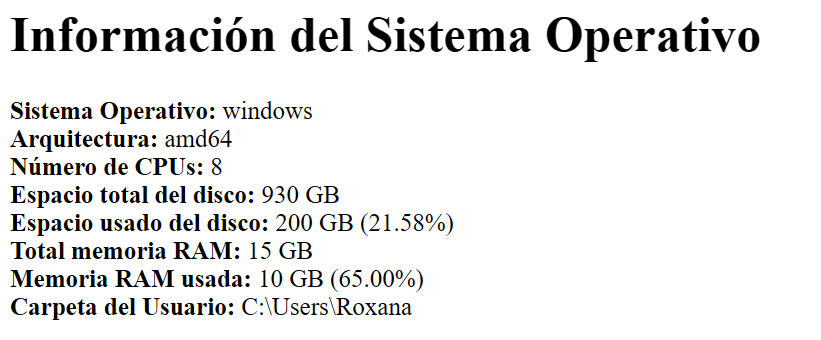 Información del Sistema Operativo
Sistema Operativo: windows
Arquitectura: amd64
Número de CPUs: 8
Espacio total del disco: 930 GB
Espacio usado del disco: 200 GB (21.58%)
Total memoria RAM: 15 GB
Memoria RAM usada: 10 GB (65.00%)
Carpeta del Usuario: C:\Users\Roxana